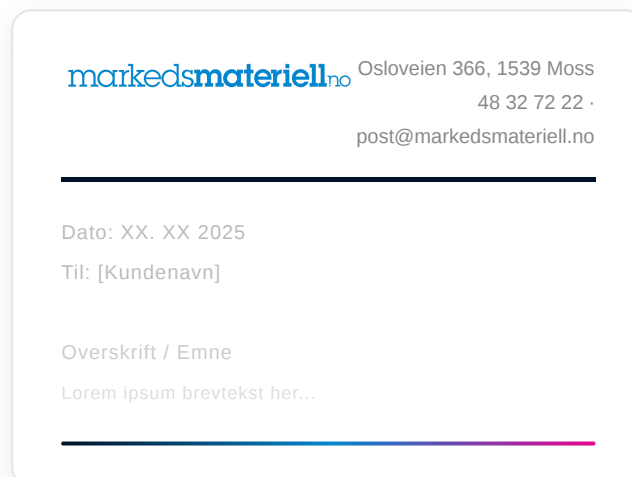 markedsmateriell.no
Osloveien 366, 1539 Moss
48 32 72 22 ·
post@markedsmateriell.no
Dato: XX. XX 2025
Til: [Kundenavn]
Overskrift / Emne
Lorem ipsum brevtekst her...